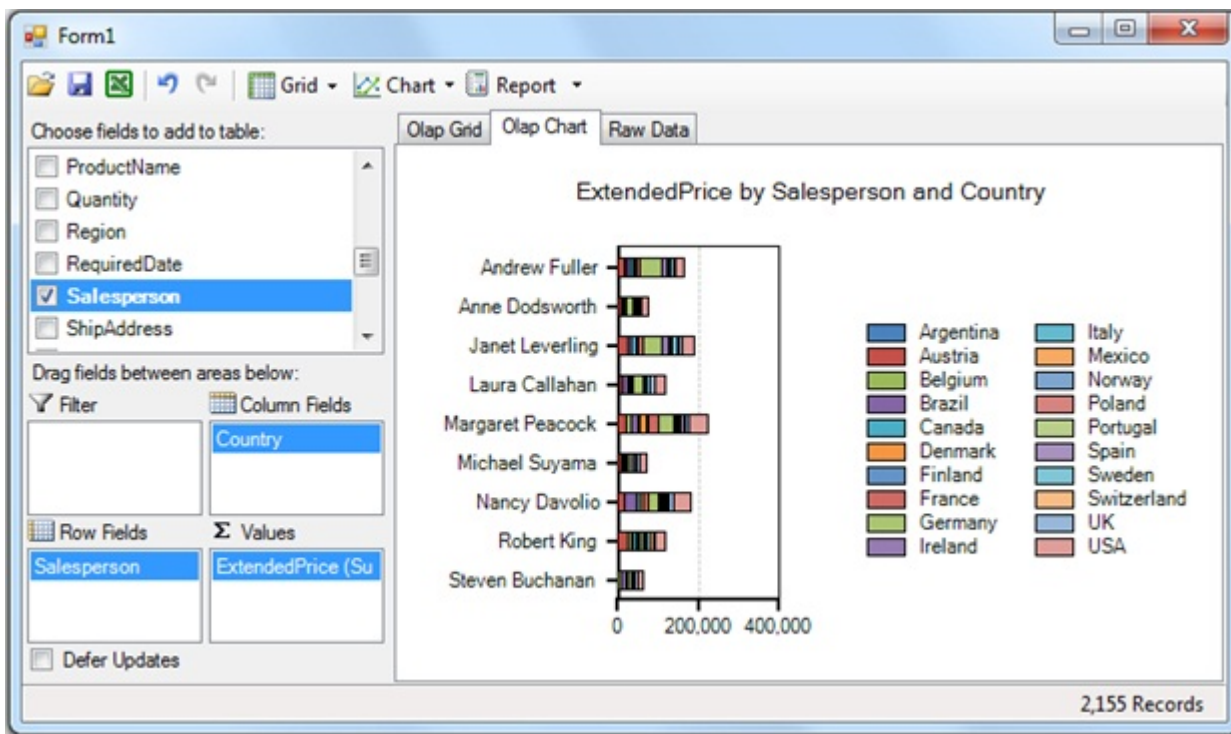 Form1
Grid Chart Report
Choose fields to add to table:
ProductName
Quantity
Region
RequiredDate
Salesperson
ShipAddress
Drag fields between areas below:
Filter
Column Fields
Country
Row Fields
Σ Values
Salesperson
ExtendedPrice (Su
Defer Updates
Olap Grid Olap Chart Raw Data
ExtendedPrice by Salesperson and Country
Andrew Fuller
Anne Dodsworth
Janet Leverling
Laura Callahan
Margaret Peacock
Michael Suyama
Nancy Davolio
Robert King
Steven Buchanan
0 200,000 400,000
Argentina
Austria
Belgium
Brazil
Canada
Denmark
Finland
France
Germany
Ireland
Italy
Mexico
Norway
Poland
Portugal
Spain
Sweden
Switzerland
UK
USA
2,155 Records